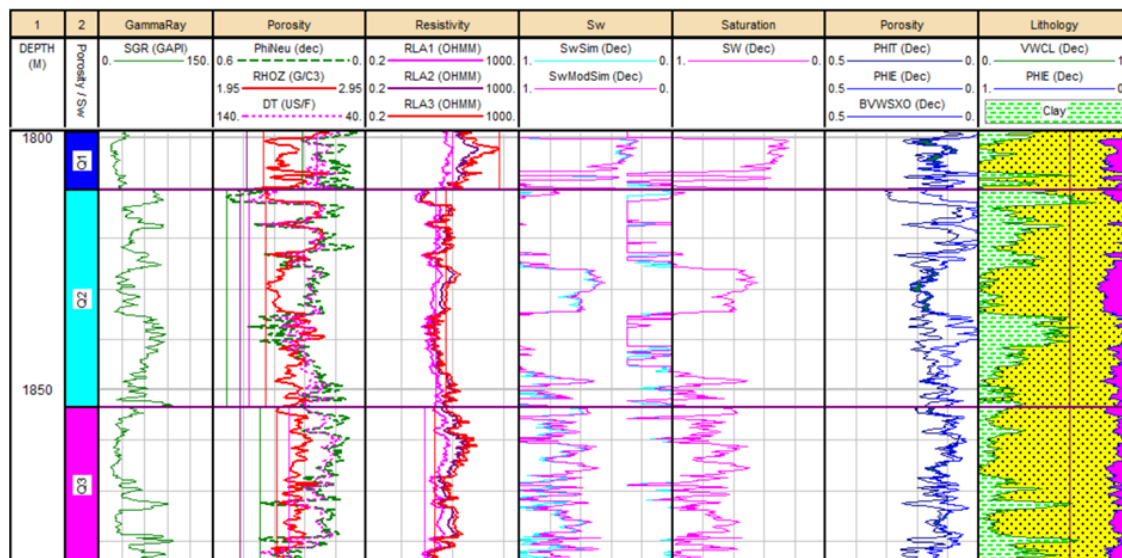 1 2 GammaRay Porosity Resistivity Sw Saturation Porosity Lithology
DEPTH (M)
Porosity / Sw
SGR (GAPI)
0. 150.
PhiNeu (dec)
0.6 0.
RHOZ (G/C3)
1.95 2.95
DT (US/F)
140. 40.
RLA1 (OHMM)
0.2 1000.
RLA2 (OHMM)
0.2 1000.
RLA3 (OHMM)
0.2 1000.
SwSim (Dec)
1. 0.
SwModSim (Dec)
1. 0.
SW (Dec)
1. 0.
PHIT (Dec)
0.5 0.
PHIE (Dec)
0.5 0.
BVWSXO (Dec)
0.5 0.
VWCL (Dec)
0. 1
PHIE (Dec)
1. 0.
Clay
1800
Q1
Q2
1850
Q3